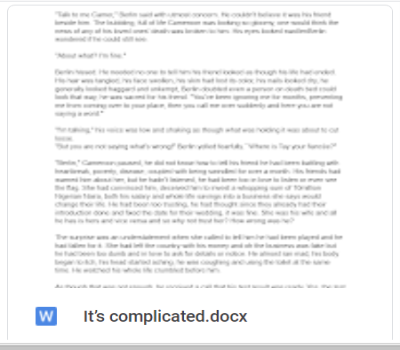 "Talk to me Camer," Berlin said with utmost concern. He couldn't believe it was his friend
beside him. The bubbling, full of life Cameroon was looking so gloomy, one would think the
news of any of his loved ones' death was broken to him. His eyes looked
wondered if he could still see.
"About what? I'm fine."
Berlin hissed. He needed no one to tell him his friend looked as though his life had ended.
His hair was tangled, his face swollen, his skin had lost its color, his nails looked dry, he
generally looked haggard and unkempt, Berlin doubted even a person on death bed could
look that way, he was scared for his friend. "You've been ignoring me for months, preventing
me from coming over to your place, then you call me over suddenly and here you are not
saying a word."
"I'm talking," his voice was low and shaking as though what was holding it was about to cut
loose.
"But you are not saying what's wrong?" Berlin yelled fearfully, "Where is Tay your fiancée?"
"Berlin," Cameroon paused, he did not know how to tell his friend he had been battling with
heartbreak, poverty, disease, coupled with being swindled for over a month. His friends had
warned him about her, but he hadn't listened, he had been too in love to listen or even see
the flag. She had convinced him, deceived him to invest a whopping sum of
Nigerian Naira, both his salary and whole life savings into a business she says would
change their life. He had been too trusting, he had thought since they already had their
introduction done and fixed the date for their wedding, it was fine. She was his wife and all
he has is hers and vice versa and so why not trust her? How wrong was he?
The surprise was an understatement when she called to tell him he had been played and he
had fallen for it. She had left the country with his money and oh the business was fake but
he had been too dumb and in love to ask for details or notice. He almost ran mad, his body
began to itch, his head started aching, he was coughing and using the toilet at the same
time. He watched his whole life crumbled before him.
As though that was not enough, he received a call that his test result was ready. Yes, the test
W It's complicated.docx